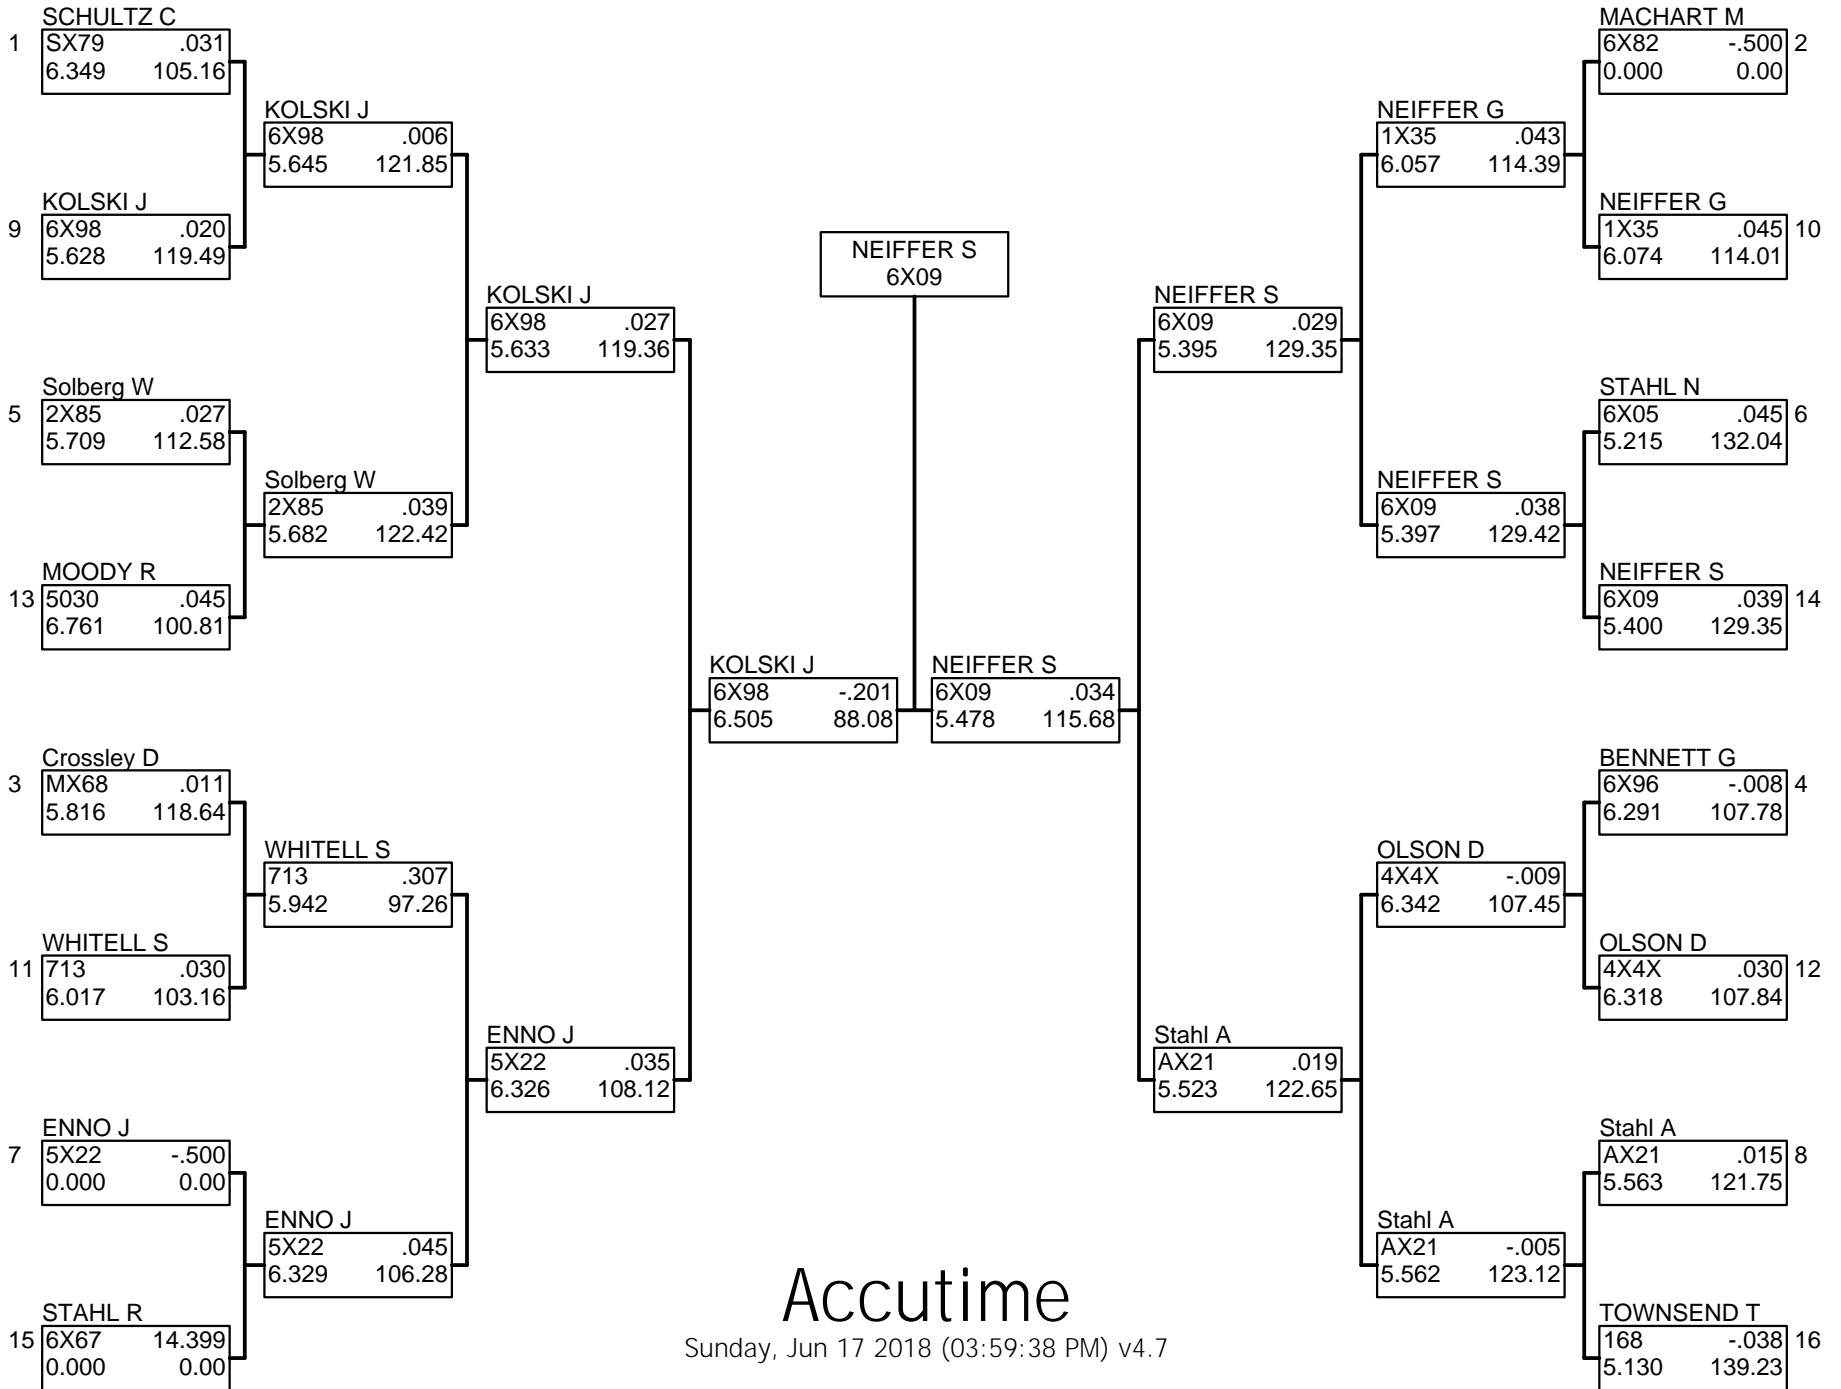 SCHULTZ C
1 SX79 .031
6.349 105.16
KOLSKI J
9 6X98 .020
5.628 119.49
Solberg W
5 2X85 .027
5.709 112.58
MOODY R
13 5030 .045
6.761 100.81
Crossley D
3 MX68 .011
5.816 118.64
WHITELL S
11 713 .030
6.017 103.16
ENNO J
7 5X22 -.500
0.000 0.00
STAHL R
15 6X67 14.399
0.000 0.00
KOLSKI J
6X98 .006
5.645 121.85
Solberg W
2X85 .039
5.682 122.42
WHITELL S
713 .307
5.942 97.26
ENNO J
5X22 .045
6.329 106.28
KOLSKI J
6X98 .027
5.633 119.36
ENNO J
5X22 .035
6.326 108.12
KOLSKI J
6X98 -.201
6.505 88.08
NEIFFER S
6X09
NEIFFER S
6X09 .034
5.478 115.68
NEIFFER S
6X09 .029
5.395 129.35
Stahl A
AX21 .019
5.523 122.65
NEIFFER G
1X35 .043
6.057 114.39
NEIFFER S
6X09 .038
5.397 129.42
OLSON D
4X4X -.009
6.342 107.45
Stahl A
AX21 -.005
5.562 123.12
MACHART M
6X82 -.500 2
0.000 0.00
NEIFFER G
1X35 .045 10
6.074 114.01
STAHL N
6X05 .045 6
5.215 132.04
NEIFFER S
6X09 .039 14
5.400 129.35
BENNETT G
6X96 -.008 4
6.291 107.78
OLSON D
4X4X .030 12
6.318 107.84
Stahl A
AX21 .015 8
5.563 121.75
TOWNSEND T
168 -.038 16
5.130 139.23
Accutime
Sunday, Jun 17 2018 (03:59:38 PM) v4.7